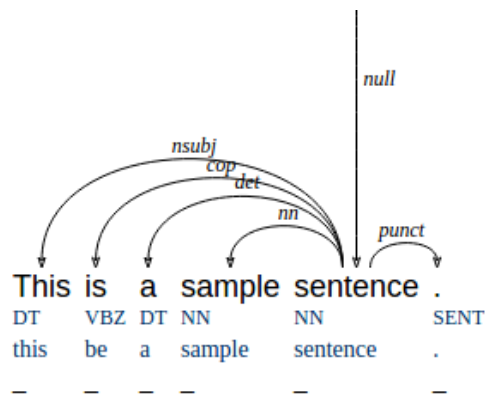 null
nsubj
cop
det
nn
punct
This is a sample sentence .
DT VBZ DT NN NN SENT
this be a sample sentence .
_ _ _ _ _ _